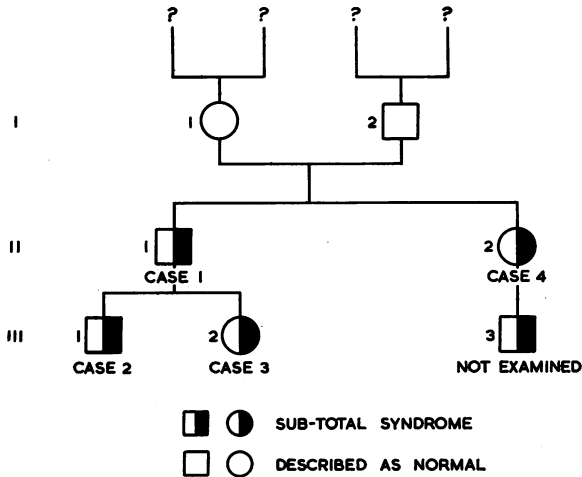 ? ? ? ?
I 1 2
II 1 2
CASE 1 CASE 4
III 1 2 3
CASE 2 CASE 3 NOT EXAMINED
SUB-TOTAL SYNDROME
DESCRIBED AS NORMAL